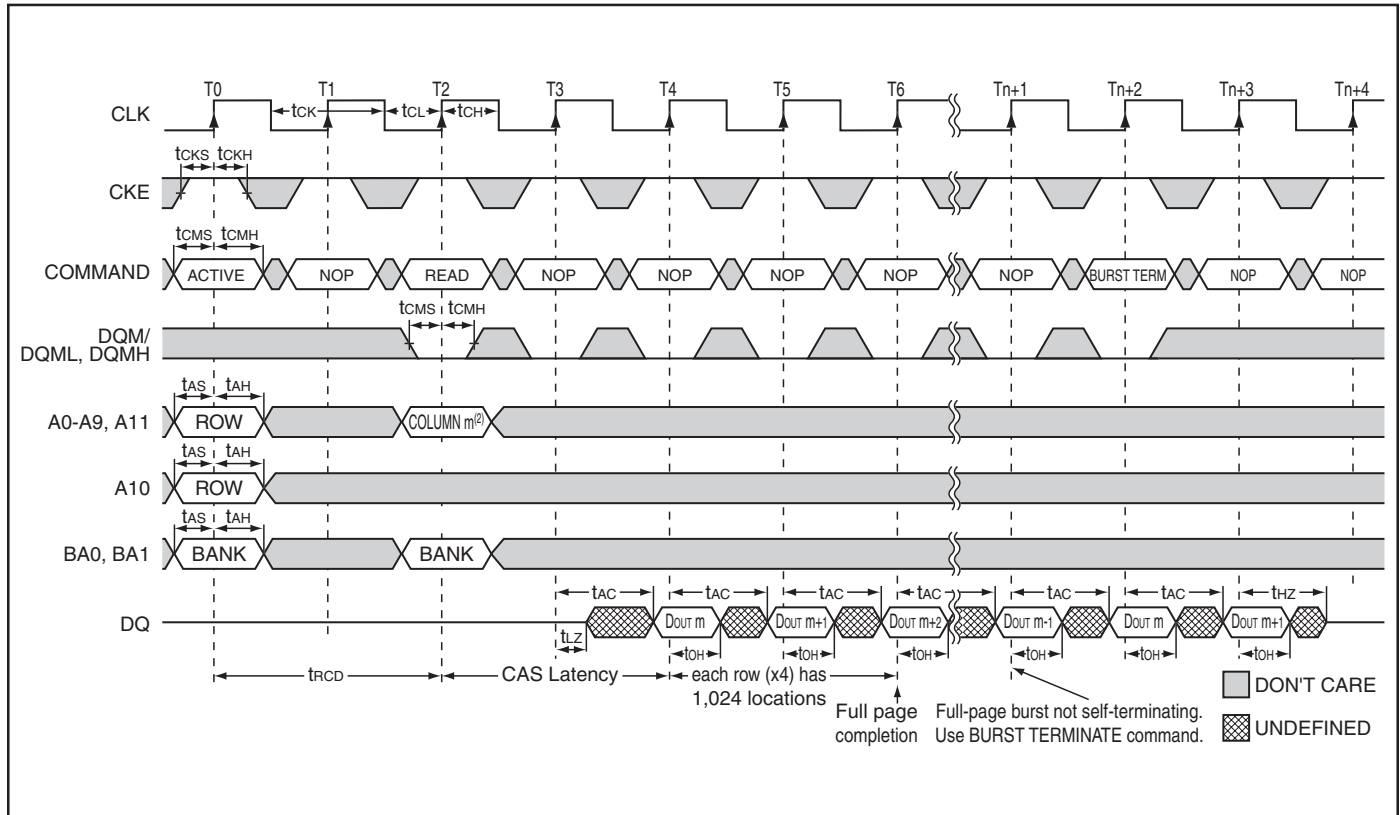 T0 T1 T2 T3 T4 T5 T6 Tn+1 Tn+2 Tn+3 Tn+4
CLK tCK tCL tCH
tCKS tCKH
CKE
tCMS tCMH
COMMAND ACTIVE NOP READ NOP NOP NOP NOP NOP BURST TERM NOP NOP
tCMS tCMH
DQM/
DQML, DQMH
tAS tAH
A0-A9, A11 ROW COLUMN m(2)
tAS tAH
A10 ROW
tAS tAH
BA0, BA1 BANK BANK
tAC tAC tAC tAC tAC tAC tHZ
DQ DOUT m DOUT m+1 DOUT m+2 DOUT m-1 DOUT m DOUT m+1
tLZ tOH tOH tOH tOH tOH tOH
tRCD CAS Latency each row (x4) has
1,024 locations
Full page
completion
Full-page burst not self-terminating.
Use BURST TERMINATE command.
DON'T CARE
UNDEFINED